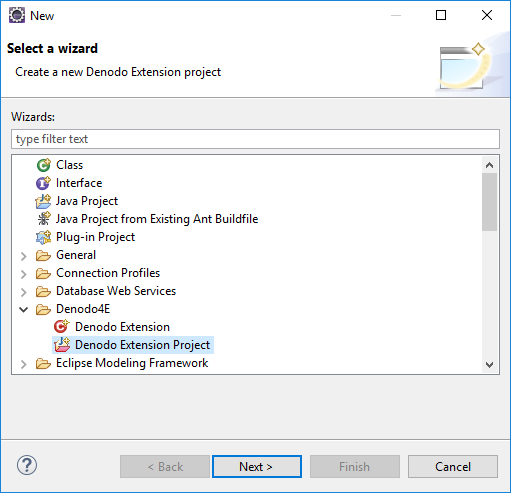 New
Select a wizard
Create a new Denodo Extension project
Wizards:
type filter text
Class
Interface
Java Project
Java Project from Existing Ant Buildfile
Plug-in Project
General
Connection Profiles
Database Web Services
Denodo4E
Denodo Extension
Denodo Extension Project
Eclipse Modeling Framework
? < Back Next > Finish Cancel